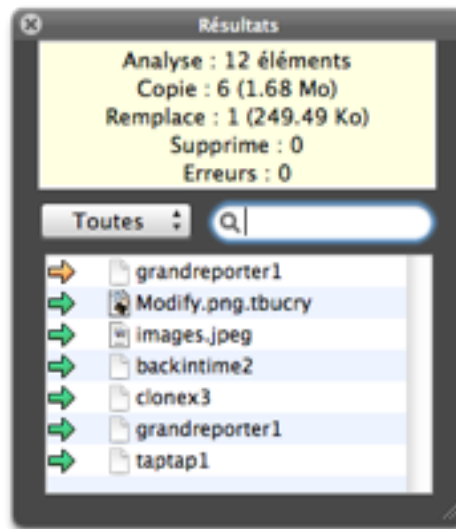 Résultats
Analyse : 12 éléments
Copie : 6 (1.68 Mo)
Remplace : 1 (249.49 Ko)
Supprime : 0
Erreurs : 0
Toutes
grandreporter1
Modify.png.tbucry
images.jpeg
backintime2
clonex3
grandreporter1
taptap1